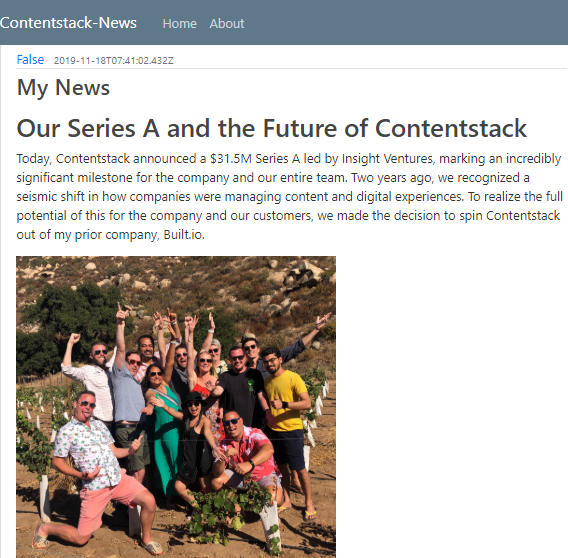 Contentstack-News Home About
False 2019-11-18T07:41:02.432Z
My News
Our Series A and the Future of Contentstack
Today, Contentstack announced a $31.5M Series A led by Insight Ventures, marking an incredibly
significant milestone for the company and our entire team. Two years ago, we recognized a
seismic shift in how companies were managing content and digital experiences. To realize the full
potential of this for the company and our customers, we made the decision to spin Contentstack
out of my prior company, Built.io.